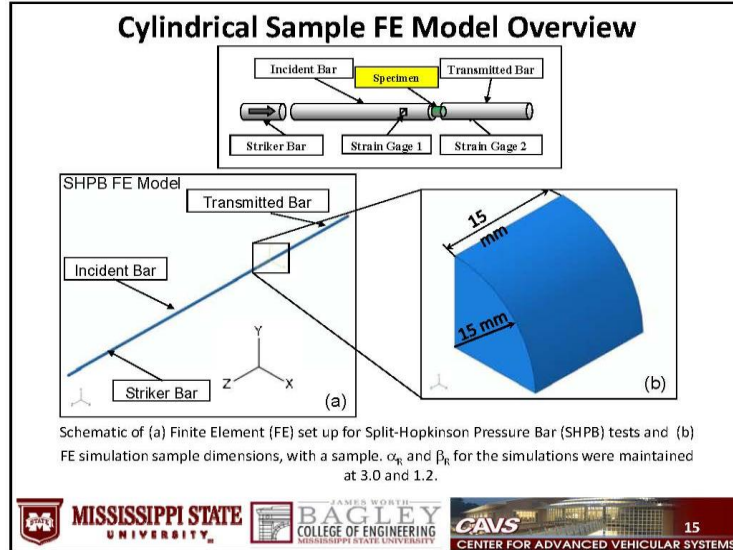 Cylindrical Sample FE Model Overview
Incident Bar
Specimen
Transmitted Bar
Striker Bar
Strain Gage 1
Strain Gage 2
SHPB FE Model
Transmitted Bar
Incident Bar
Striker Bar
Y
Z
X
(a)
15
mm
15 mm
(b)
Schematic of (a) Finite Element (FE) set up for Split-Hopkinson Pressure Bar (SHPB) tests and (b)
FE simulation sample dimensions, with a sample. αR and βR for the simulations were maintained
at 3.0 and 1.2.
STATE
MISSISSIPPI STATE
UNIVERSITY
JAMES WORTH
BAGLEY
COLLEGE OF ENGINEERING
MISSISSIPPI STATE UNIVERSITY
CAVS
15
CENTER FOR ADVANCED VEHICULAR SYSTEMS